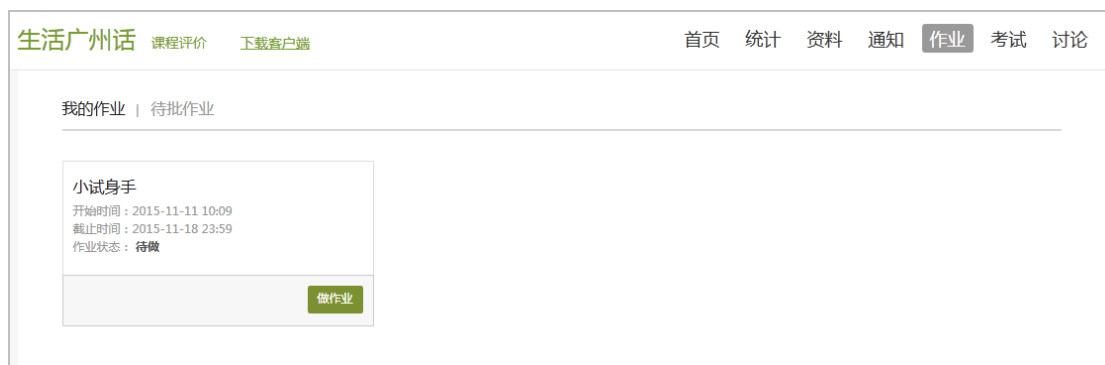 生活广州话 课程评价 下载客户端 首页 统计 资料 通知 作业 考试 讨论
我的作业 | 待批作业
小试身手
开始时间：2015-11-11 10:09
截止时间：2015-11-18 23:59
作业状态：待做
做作业